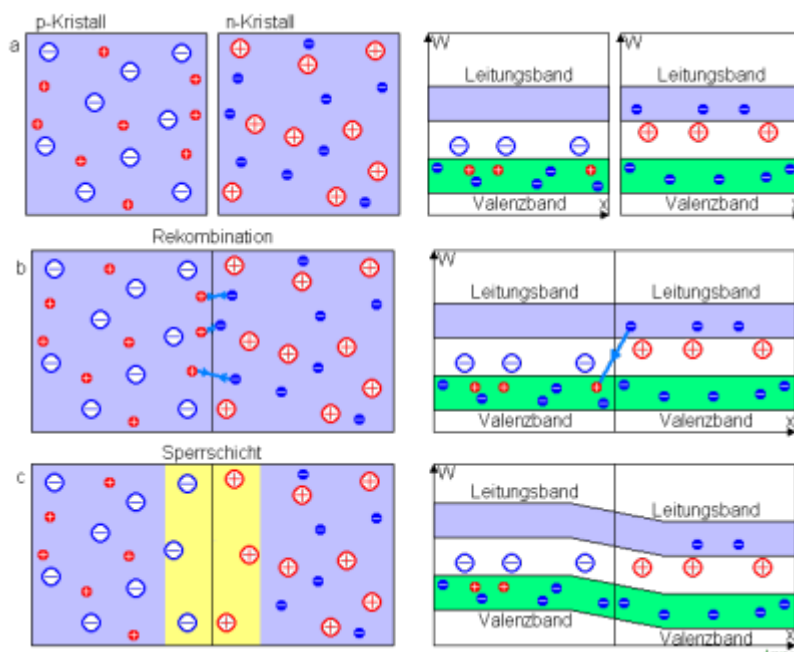 p-Kristall n-Kristall
a
W W
Leitungsband Leitungsband
Valenzband Valenzband
x
Rekombination
b
W
Leitungsband Leitungsband
Valenzband Valenzband
x
Sperrschicht
c
W
Leitungsband
Leitungsband
Valenzband
Valenzband
x